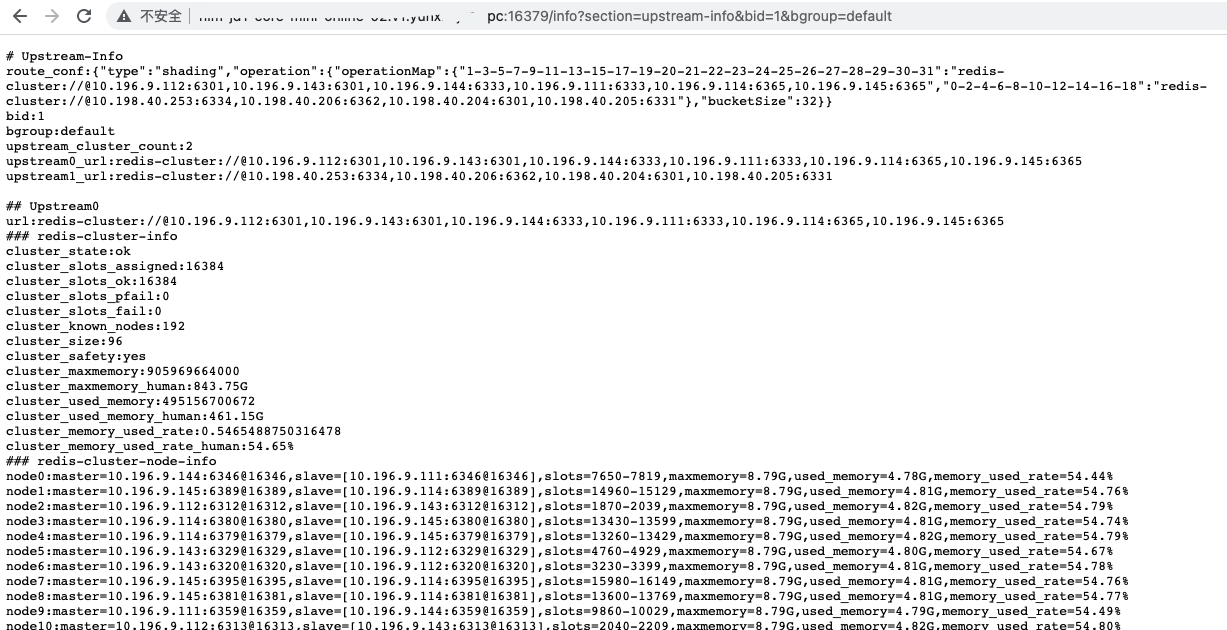 不安全
pc:16379/info?section=upstream-info&bid=1&bgroup=default
# Upstream-Info
route_conf:{"type":"shading","operation":{"operationMap":{"1-3-5-7-9-11-13-15-17-19-20-21-22-23-24-25-26-27-28-29-30-31":"redis-
cluster://@10.196.9.112:6301,10.196.9.143:6301,10.196.9.144:6333,10.196.9.111:6333,10.196.9.114:6365,10.196.9.145:6365","0-2-4-6-8-10-12-14-16-18":"redis-
cluster://@10.198.40.253:6334,10.198.40.206:6362,10.198.40.204:6301,10.198.40.205:6331"},"bucketSize":32}}
bid:1
bgroup:default
upstream_cluster_count:2
upstream0_url:redis-cluster://@10.196.9.112:6301,10.196.9.143:6301,10.196.9.144:6333,10.196.9.111:6333,10.196.9.114:6365,10.196.9.145:6365
upstream1_url:redis-cluster://@10.198.40.253:6334,10.198.40.206:6362,10.198.40.204:6301,10.198.40.205:6331
## Upstream0
url:redis-cluster://@10.196.9.112:6301,10.196.9.143:6301,10.196.9.144:6333,10.196.9.111:6333,10.196.9.114:6365,10.196.9.145:6365
### redis-cluster-info
cluster_state:ok
cluster_slots_assigned:16384
cluster_slots_ok:16384
cluster_slots_pfail:0
cluster_slots_fail:0
cluster_known_nodes:192
cluster_size:96
cluster_safety:yes
cluster_maxmemory:905969664000
cluster_maxmemory_human:843.75G
cluster_used_memory:495156700672
cluster_used_memory_human:461.15G
cluster_memory_used_rate:0.5465488750316478
cluster_memory_used_rate_human:54.65%
### redis-cluster-node-info
node0:master=10.196.9.144:6346@16346,slave=[10.196.9.111:6346@16346],slots=7650-7819,maxmemory=8.79G,used_memory=4.78G,memory_used_rate=54.44%
node1:master=10.196.9.145:6389@16389,slave=[10.196.9.114:6389@16389],slots=14960-15129,maxmemory=8.79G,used_memory=4.81G,memory_used_rate=54.76%
node2:master=10.196.9.112:6312@16312,slave=[10.196.9.143:6312@16312],slots=1870-2039,maxmemory=8.79G,used_memory=4.82G,memory_used_rate=54.79%
node3:master=10.196.9.114:6380@16380,slave=[10.196.9.145:6380@16380],slots=13430-13599,maxmemory=8.79G,used_memory=4.81G,memory_used_rate=54.74%
node4:master=10.196.9.114:6379@16379,slave=[10.196.9.145:6379@16379],slots=13260-13429,maxmemory=8.79G,used_memory=4.82G,memory_used_rate=54.79%
node5:master=10.196.9.143:6329@16329,slave=[10.196.9.112:6329@16329],slots=4760-4929,maxmemory=8.79G,used_memory=4.80G,memory_used_rate=54.67%
node6:master=10.196.9.143:6320@16320,slave=[10.196.9.112:6320@16320],slots=3230-3399,maxmemory=8.79G,used_memory=4.81G,memory_used_rate=54.78%
node7:master=10.196.9.145:6395@16395,slave=[10.196.9.114:6395@16395],slots=15980-16149,maxmemory=8.79G,used_memory=4.81G,memory_used_rate=54.76%
node8:master=10.196.9.145:6381@16381,slave=[10.196.9.114:6381@16381],slots=13600-13769,maxmemory=8.79G,used_memory=4.81G,memory_used_rate=54.77%
node9:master=10.196.9.111:6359@16359,slave=[10.196.9.144:6359@16359],slots=9860-10029,maxmemory=8.79G,used_memory=4.79G,memory_used_rate=54.49%
node10:master=10.196.9.112:6313@16313,slave=[10.196.9.143:6313@16313],slots=2040-2209,maxmemory=8.79G,used_memory=4.82G,memory_used_rate=54.80%